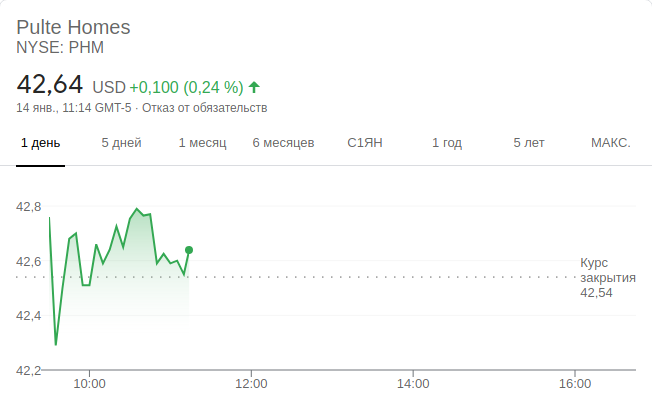 Pulte Homes
NYSE: PHM
42,64 USD +0,100 (0,24 %)
14 янв., 11:14 GMT-5 · Отказ от обязательств
1 день 5 дней 1 месяц 6 месяцев С1ЯН 1 год 5 лет МАКС.
42,8
42,6
Курс
закрытия
42,54
42,4
42,2
10:00 12:00 14:00 16:00